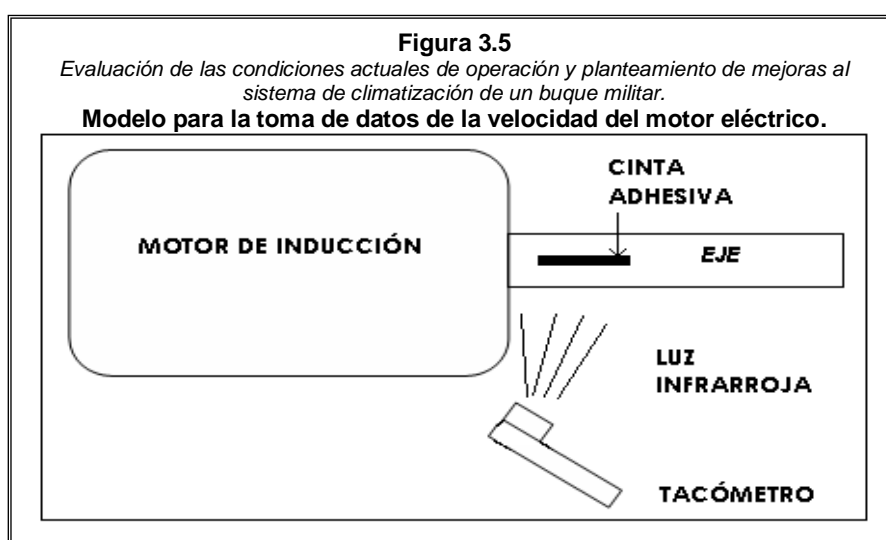 Figura 3.5
Evaluación de las condiciones actuales de operación y planteamiento de mejoras al
sistema de climatización de un buque militar.
Modelo para la toma de datos de la velocidad del motor eléctrico.
CINTA
ADHESIVA
MOTOR DE INDUCCIÓN
EJE
LUZ
INFRARROJA
TACÓMETRO